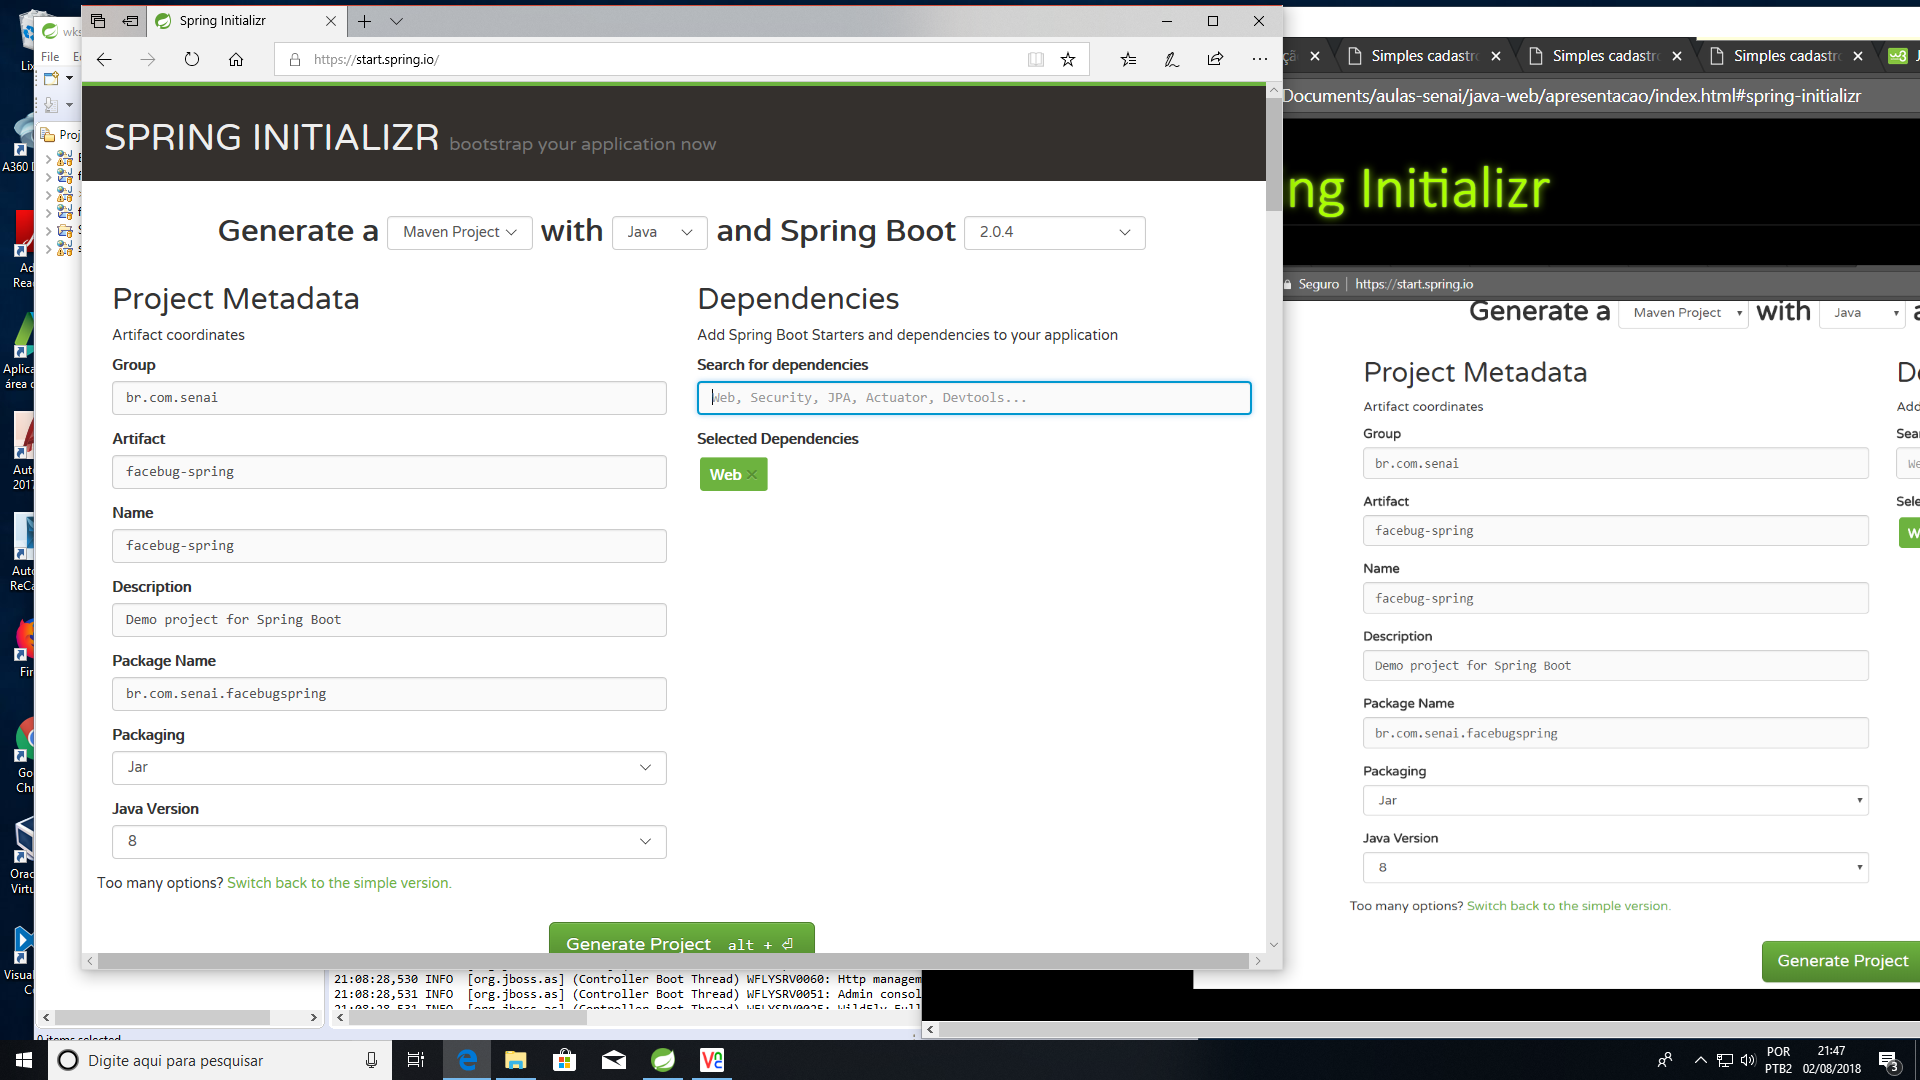 Spring Initializr
https://start.spring.io/
SPRING INITIALIZR bootstrap your application now
Generate a Maven Project with Java and Spring Boot 2.0.4
Project Metadata
Artifact coordinates
Group
br.com.senai
Artifact
facebug-spring
Name
facebug-spring
Description
Demo project for Spring Boot
Package Name
br.com.senai.facebugspring
Packaging
Jar
Java Version
8
Too many options? Switch back to the simple version.
Generate Project alt + ⏎
Dependencies
Add Spring Boot Starters and dependencies to your application
Search for dependencies
Web, Security, JPA, Actuator, Devtools...
Selected Dependencies
Web
Simples cadastr
Simples cadastr
Simples cadastr
w3
Documents/aulas-senai/java-web/apresentacao/index.html#spring-initializr
ng Initializr
Seguro https://start.spring.io
Generate a Maven Project with Java
Project Metadata
Artifact coordinates
Group
br.com.senai
Artifact
facebug-spring
Name
facebug-spring
Description
Demo project for Spring Boot
Package Name
br.com.senai.facebugspring
Packaging
Jar
Java Version
8
Too many options? Switch back to the simple version.
Generate Project
File
Proj
A360
21:08:28,530 INFO [org.jboss.as] (Controller Boot Thread) WFLYSRV0060: Http managem
21:08:28,531 INFO [org.jboss.as] (Controller Boot Thread) WFLYSRV0051: Admin consol
0 items selected
Digite aqui para pesquisar
POR
PTB2
21:47
02/08/2018
3